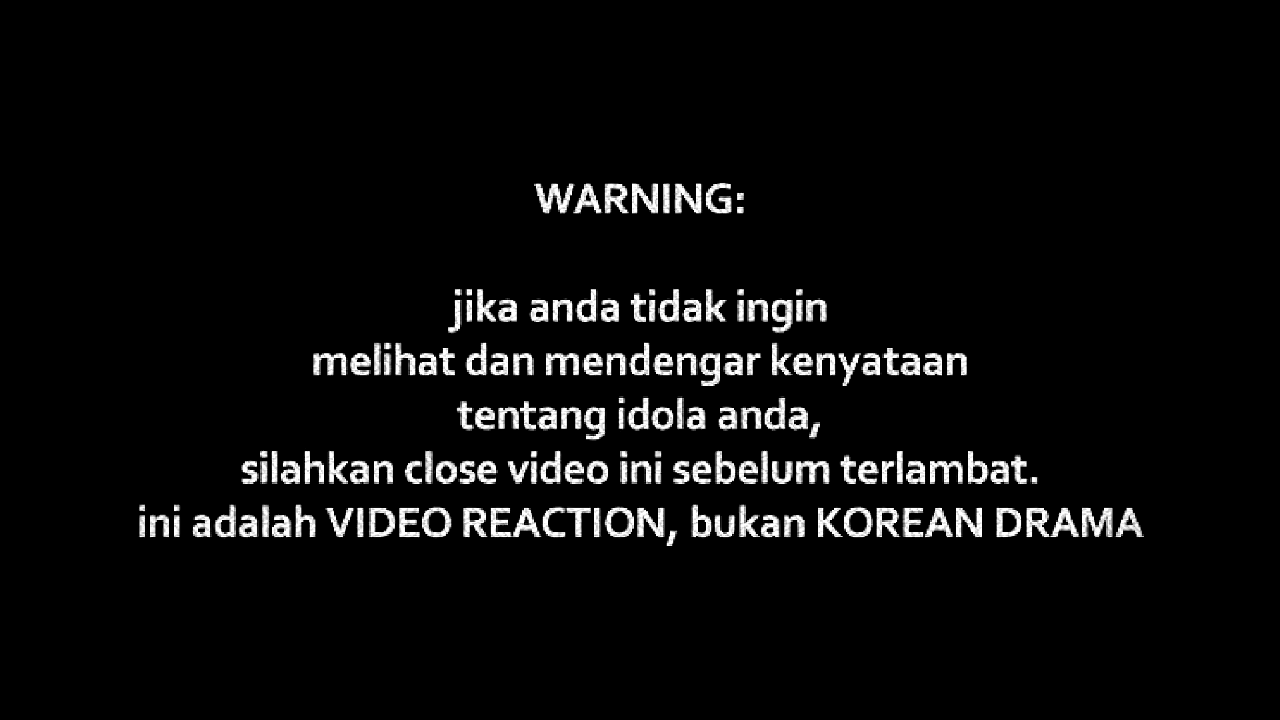 WARNING:
jika anda tidak ingin
melihat dan mendengar kenyataan
tentang idola anda,
silahkan close video ini sebelum terlambat.
ini adalah VIDEO REACTION, bukan KOREAN DRAMA